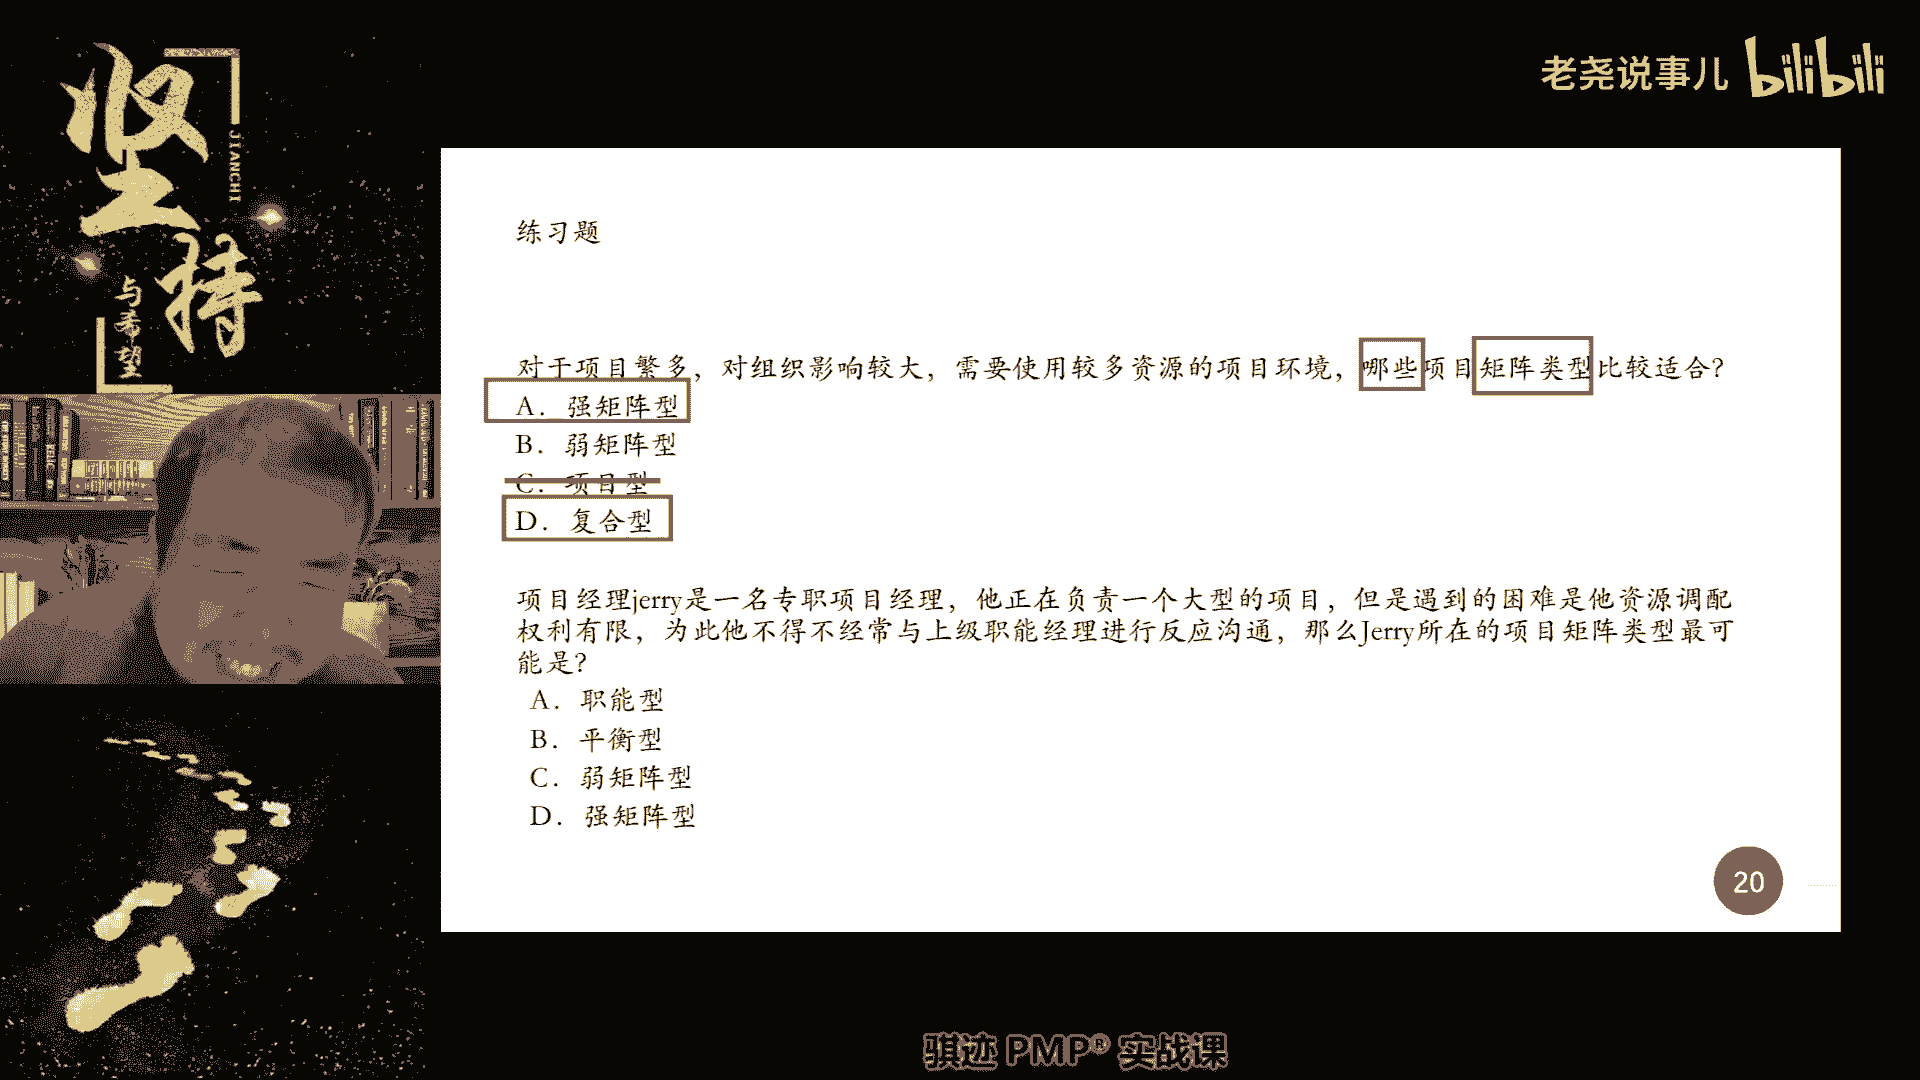 坚持
JIANCHI
与希望
老尧说事儿 bilibili
练习题
对于项目繁多，对组织影响较大，需要使用较多资源的项目环境，哪些项目矩阵类型比较适合？
A. 强矩阵型
B. 弱矩阵型
C. 项目型
D. 复合型
项目经理jerry是一名专职项目经理，他正在负责一个大型的项目，但是遇到的困难是他资源调配
权利有限，为此他不得不经常与上级职能经理进行反应沟通，那么Jerry所在的项目矩阵类型最可
能是？
A. 职能型
B. 平衡型
C. 弱矩阵型
D. 强矩阵型
20
骐迹 PMP® 实战课